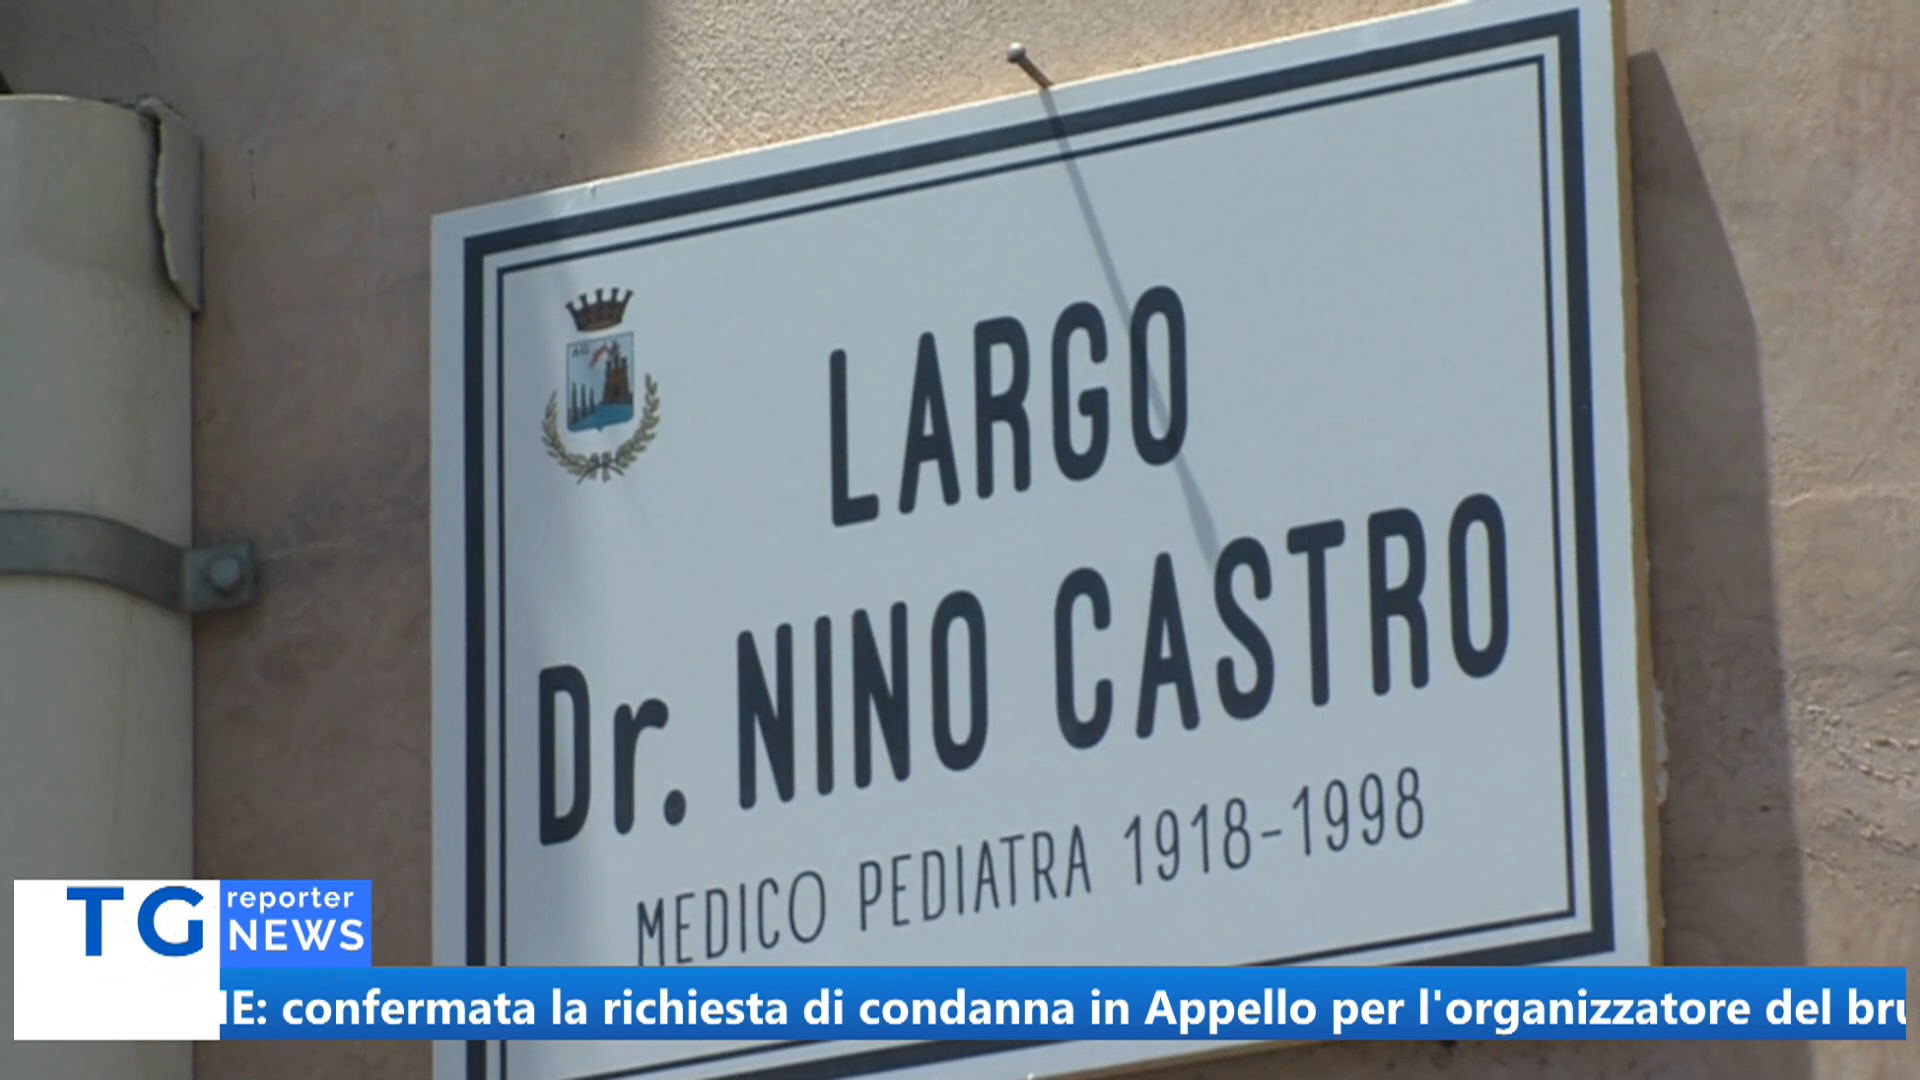 LARGO
Dr. NINO CASTRO
MEDICO PEDIATRA 1918-1998
TG reporter
NEWS
confermata la richiesta di condanna in Appello per l'organizzatore del